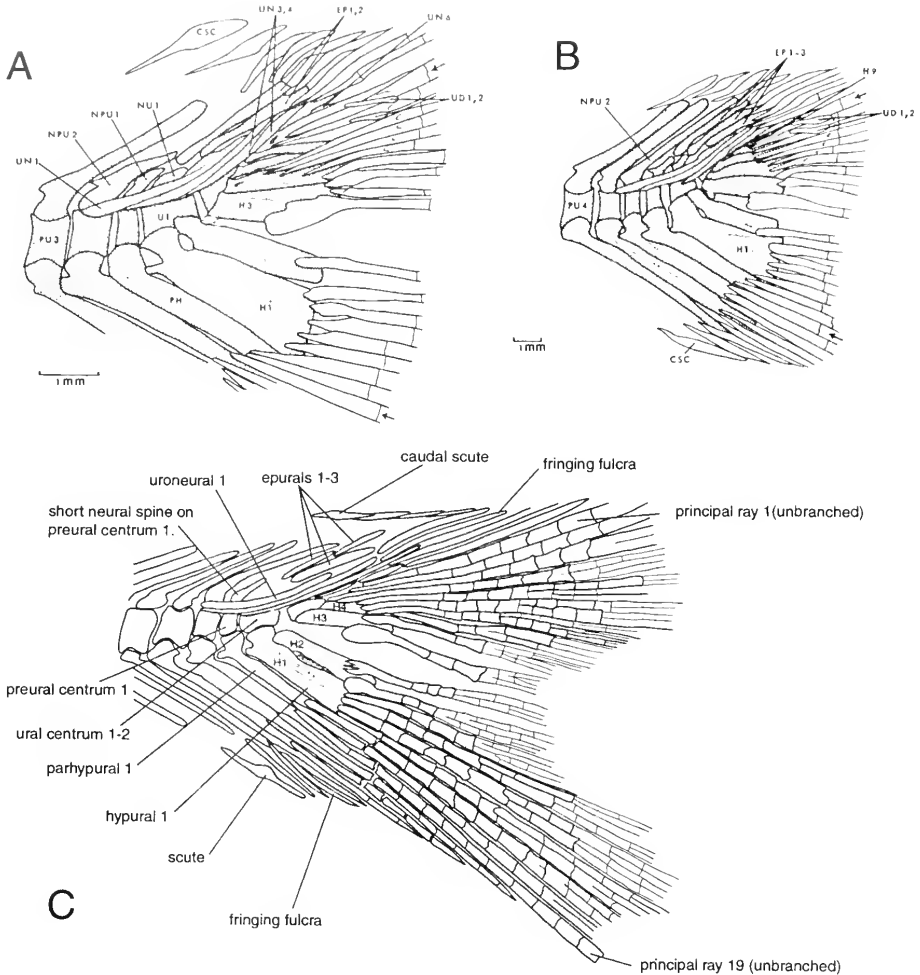 A
CSC
UN 3, 4
EP 1, 2
UN 6
UD 1, 2
NU 1
NPU 1
NPU 2
UN 1
PU 3
U 1
H 3
PH
H 1
1 mm
B
EP 1-3
H 9
UD 1, 2
NPU 2
PU 4
H 1
1 mm
CSC
caudal scute
fringing fulcra
uroneural 1
epurals 1-3
short neural spine on
preural centrum 1.
principal ray 1(unbranched)
H4
H3
H2
H1
preural centrum 1
ural centrum 1-2
parhypural 1
hypural 1
scute
fringing fulcra
C
principal ray 19 (unbranched)